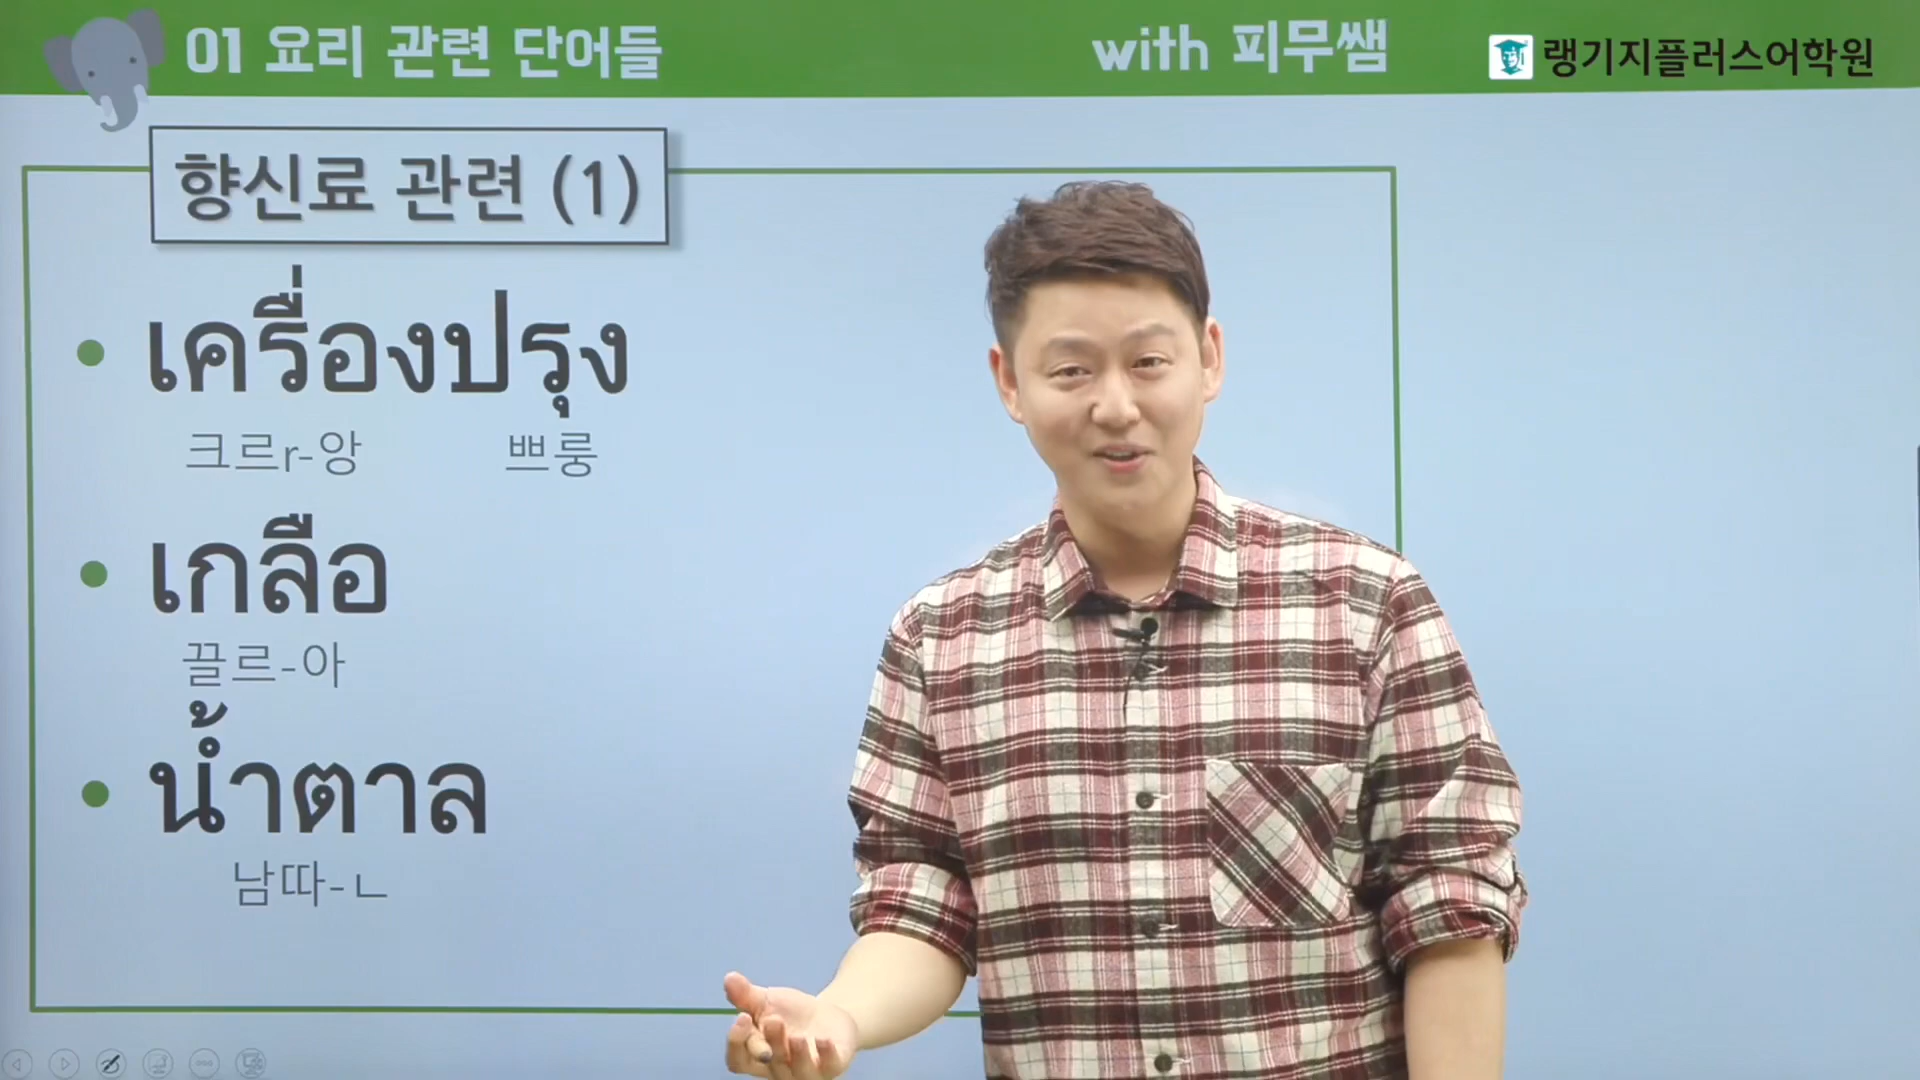 01 요리 관련 단어들
with 피무쌤
랭기지플러스어학원
향신료 관련 (1)
เครื่องปรุง
크르r-앙 쁘룽
เกลือ
끌르-아
น้ำตาล
남따-ㄴ